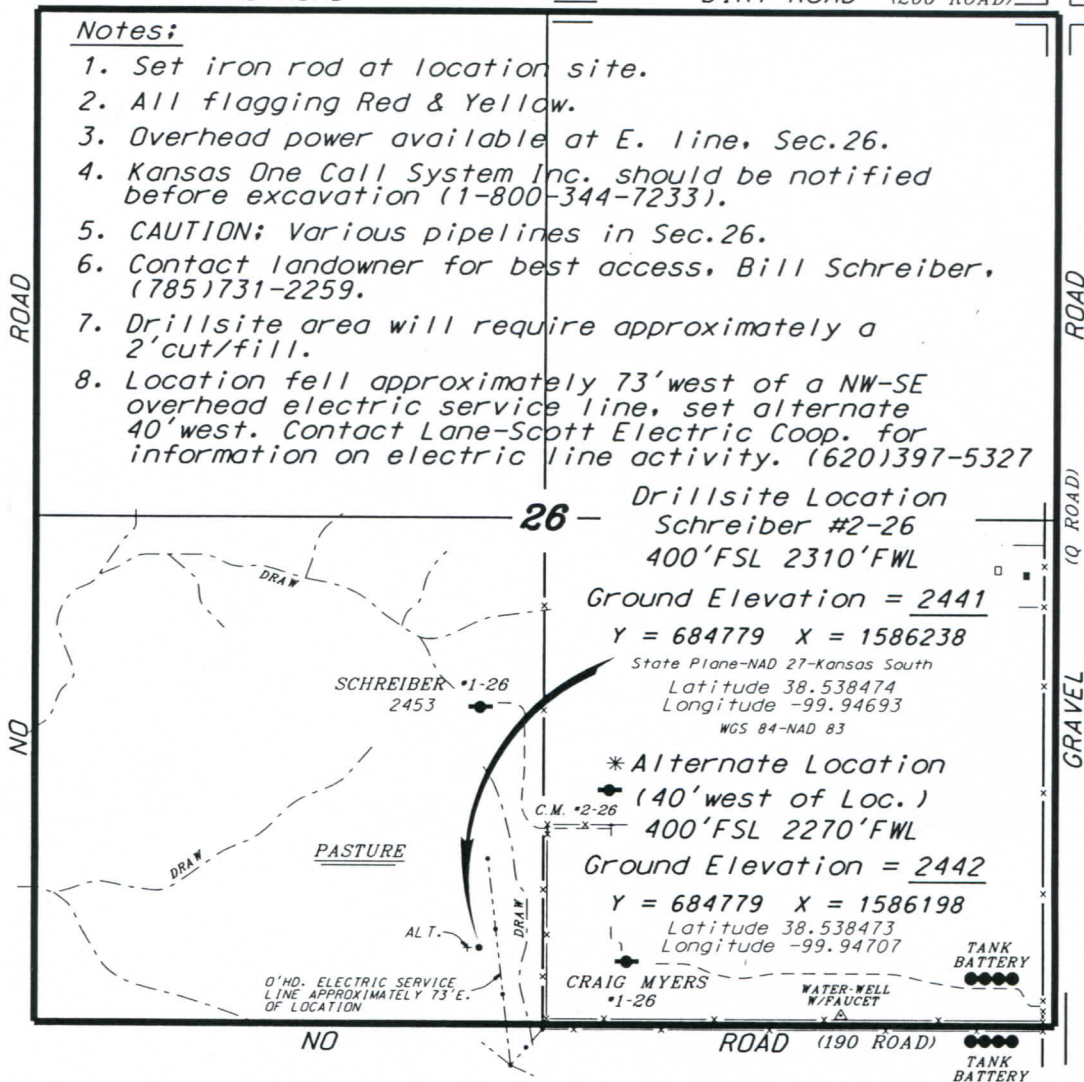 DIRT ROAD (200 ROAD)
Notes:
1. Set iron rod at location site.
2. All flagging Red & Yellow.
3. Overhead power available at E. line, Sec.26.
4. Kansas One Call System Inc. should be notified
before excavation (1-800-344-7233).
5. CAUTION: Various pipelines in Sec.26.
6. Contact landowner for best access, Bill Schreiber,
(785)731-2259.
7. Drillsite area will require approximately a
2'cut/fill.
8. Location fell approximately 73'west of a NW-SE
overhead electric service line, set alternate
40'west. Contact Lane-Scott Electric Coop. for
information on electric line activity. (620)397-5327
ROAD
NO
ROAD
(Q ROAD)
GRAVEL
26
Drillsite Location
Schreiber #2-26
400'FSL 2310'FWL
Ground Elevation = 2441
Y = 684779 X = 1586238
State Plane-NAD 27-Kansas South
Latitude 38.538474
Longitude -99.94693
WGS 84-NAD 83
*Alternate Location
(40'west of Loc.)
400'FSL 2270'FWL
Ground Elevation = 2442
Y = 684779 X = 1586198
Latitude 38.538473
Longitude -99.94707
DRAW
SCHREIBER #1-26
2453
C.M. #2-26
PASTURE
DRAW
DRAW
ALT.
O'HD. ELECTRIC SERVICE
LINE APPROXIMATELY 73'E.
OF LOCATION
CRAIG MYERS
#1-26
WATER-WELL
W/FAUCET
TANK
BATTERY
NO
ROAD (190 ROAD)
TANK
BATTERY